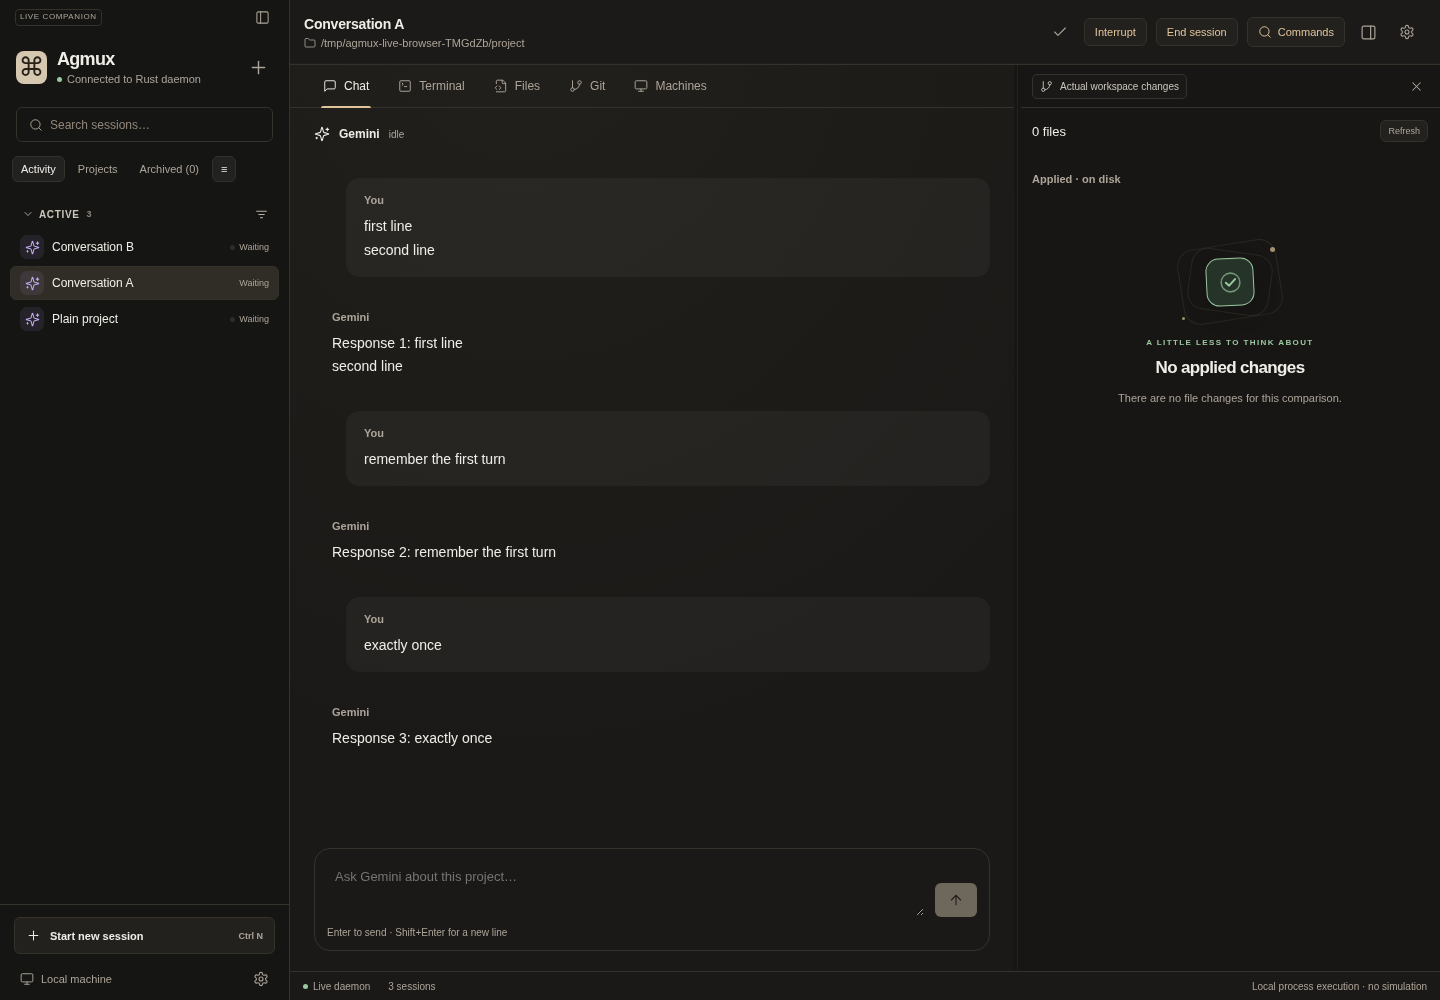 LIVE COMPANION
Agmux
Connected to Rust daemon
Search sessions…
Activity
Projects
Archived (0)
≡
ACTIVE 3
Conversation B
Waiting
Conversation A
Waiting
Plain project
Waiting
Start new session
Ctrl N
Local machine
Conversation A
/tmp/agmux-live-browser-TMGdZb/project
Interrupt
End session
Commands
Chat
Terminal
Files
Git
Machines
Gemini idle
You
first line
second line
Gemini
Response 1: first line
second line
You
remember the first turn
Gemini
Response 2: remember the first turn
You
exactly once
Gemini
Response 3: exactly once
Ask Gemini about this project…
Enter to send · Shift+Enter for a new line
Actual workspace changes
0 files
Refresh
Applied · on disk
A LITTLE LESS TO THINK ABOUT
No applied changes
There are no file changes for this comparison.
Live daemon
3 sessions
Local process execution · no simulation